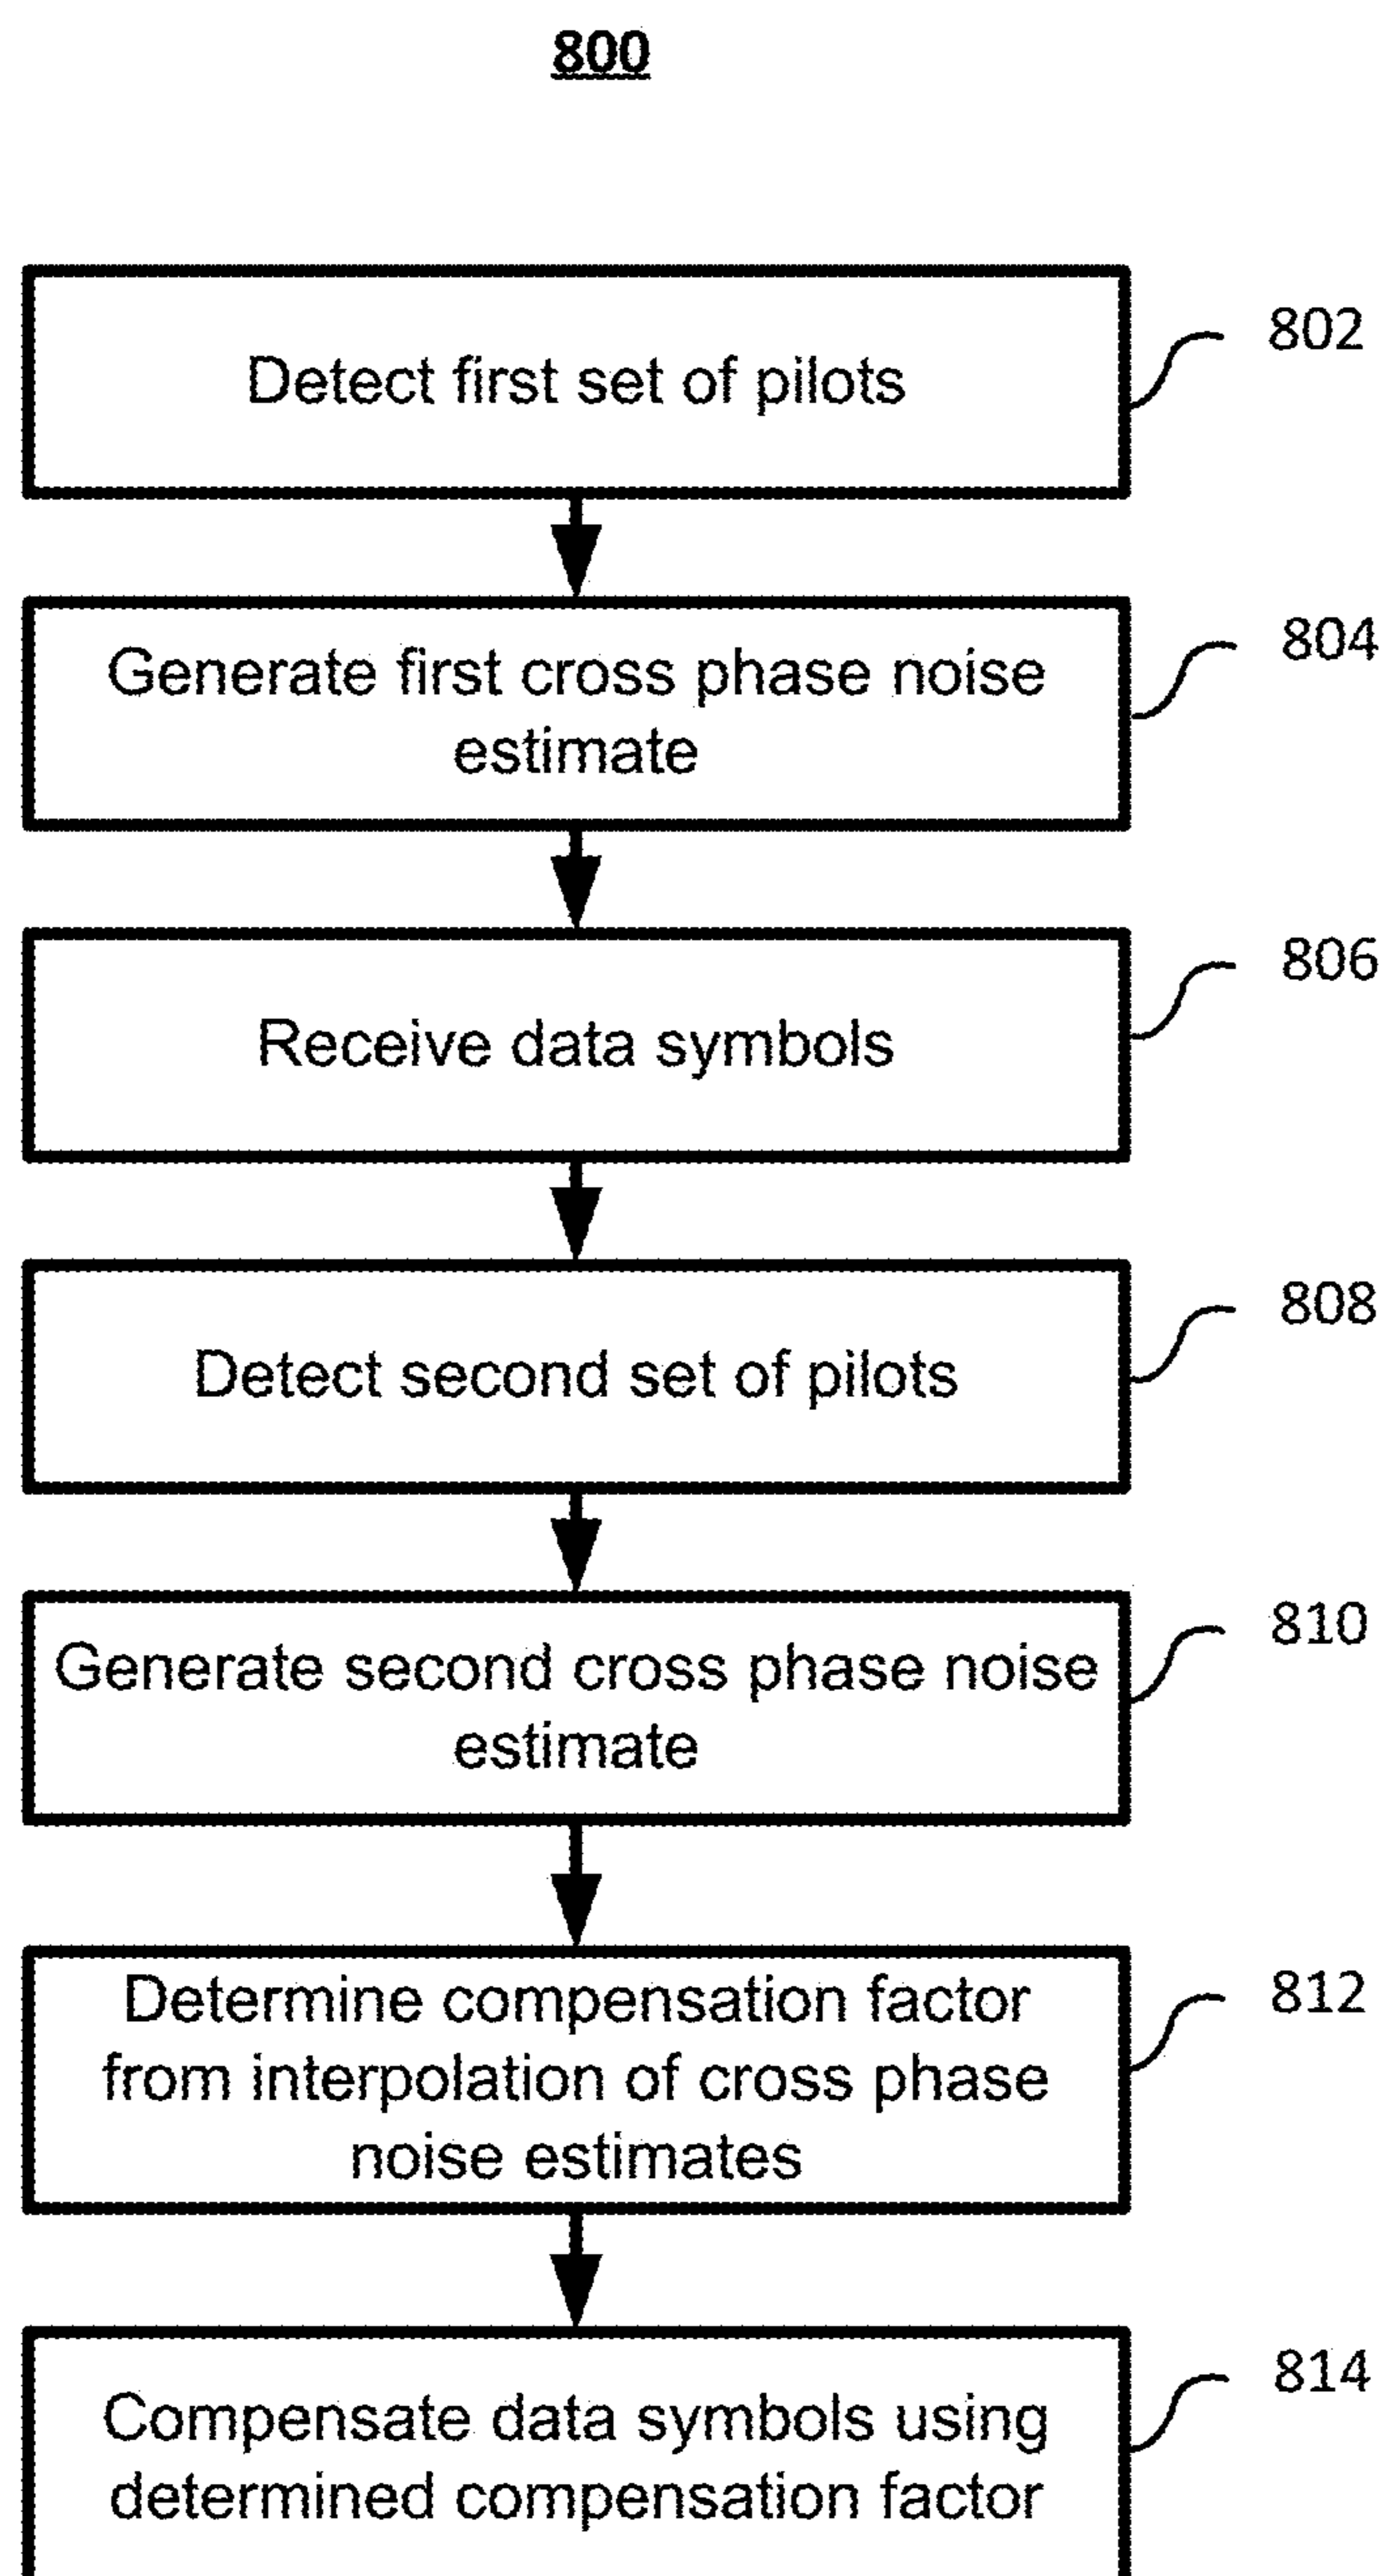 800
Detect first set of pilots
802
Generate first cross phase noise
estimate
804
Receive data symbols
806
Detect second set of pilots
808
Generate second cross phase noise
estimate
810
Determine compensation factor
from interpolation of cross phase
noise estimates
812
Compensate data symbols using
determined compensation factor
814